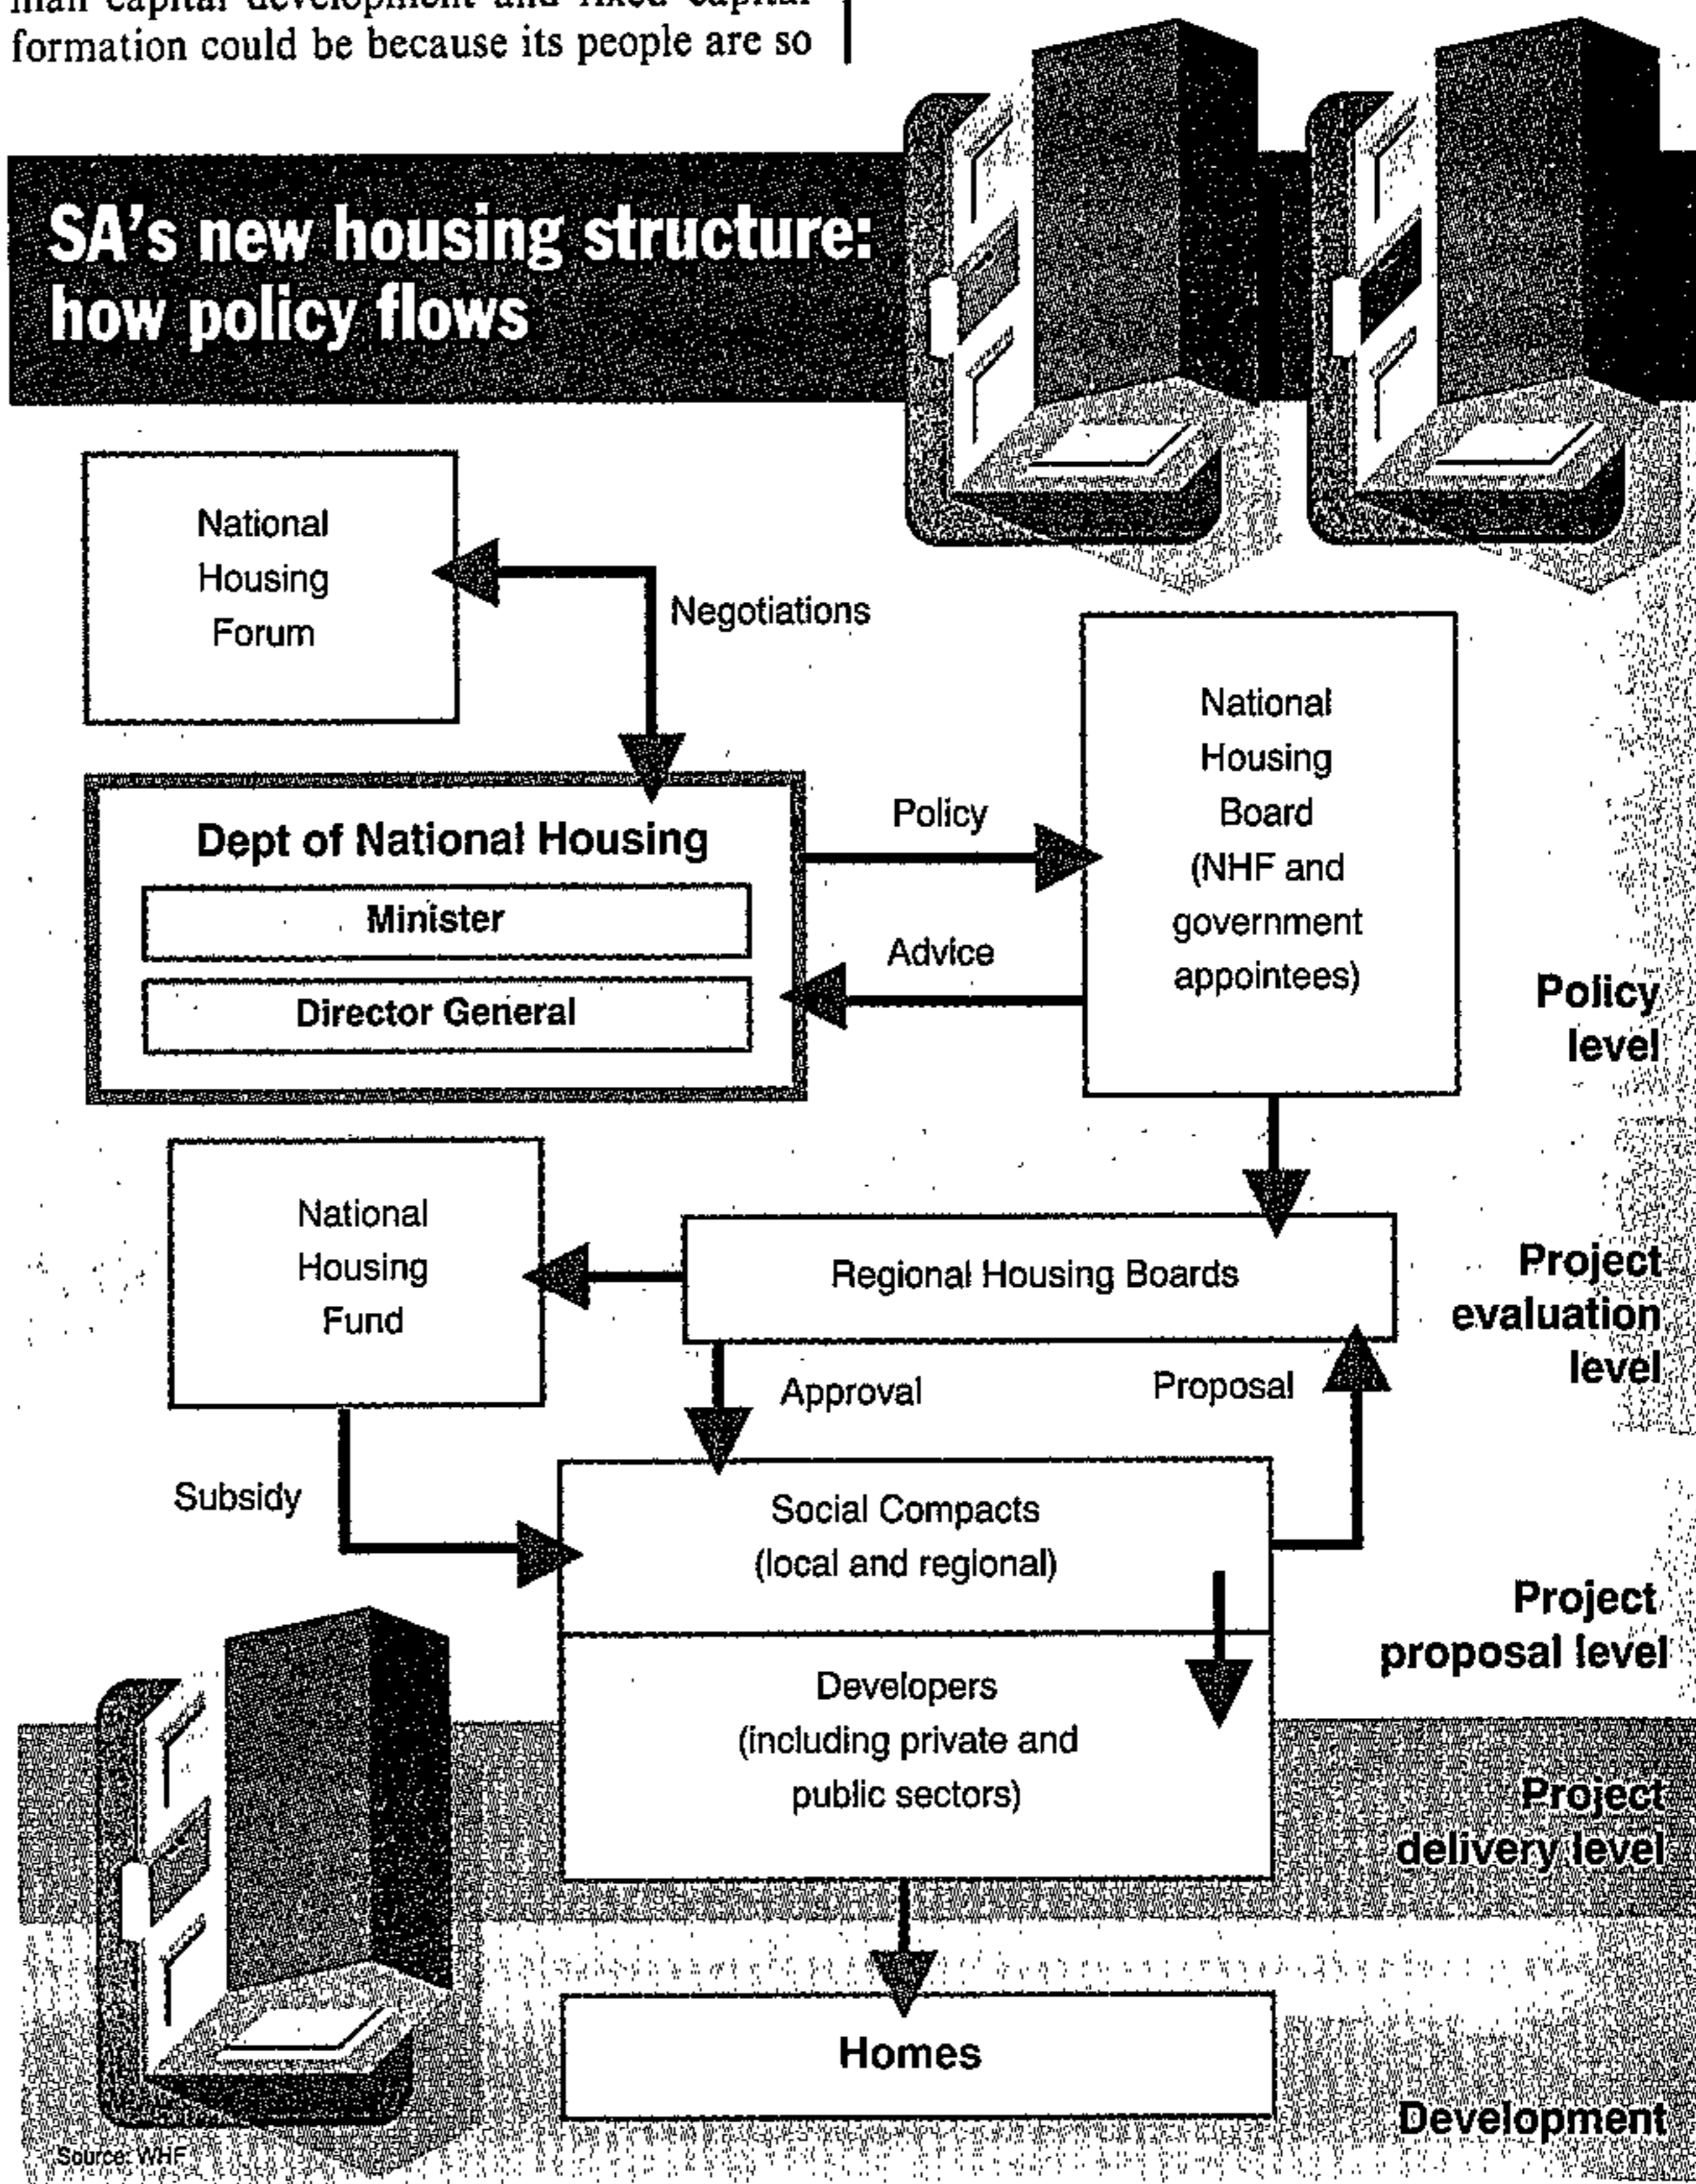 formation could be because its people are so
SA's new housing structure:
how policy flows
National
Housing
Forum
Negotiations
Dept of National Housing
Minister
Director General
Policy
Advice
National
Housing
Board
(NHF and
government
appointees)
Policy
level
National
Housing
Fund
Regional Housing Boards
Project
evaluation
level
Approval
Proposal
Subsidy
Social Compacts
(local and regional)
Project
proposal level
Developers
(including private and
public sectors)
Project
delivery level
Homes
Development
Source: WHF